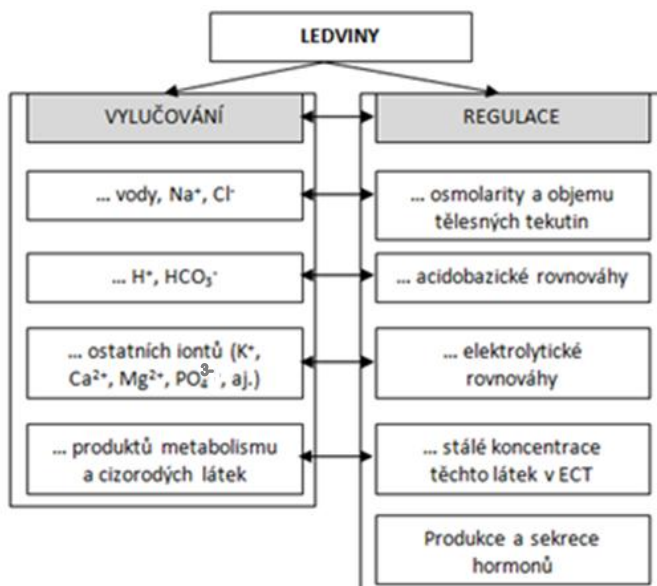 LEDVINY
VYLUČOVÁNÍ
REGULACE
... vody, Na⁺, Cl⁻
... osmolarity a objemu
tělesných tekutin
... H⁺, HCO₃⁻
... acidobazické rovnováhy
... ostatních iontů (K⁺,
Ca²⁺, Mg²⁺, PO₄³⁻, aj.)
... elektrolytické
rovnováhy
... produktů metabolismu
a cizorodých látek
... stálé koncentrace
těchto látek v ECT
Produkce a sekrece
hormonů